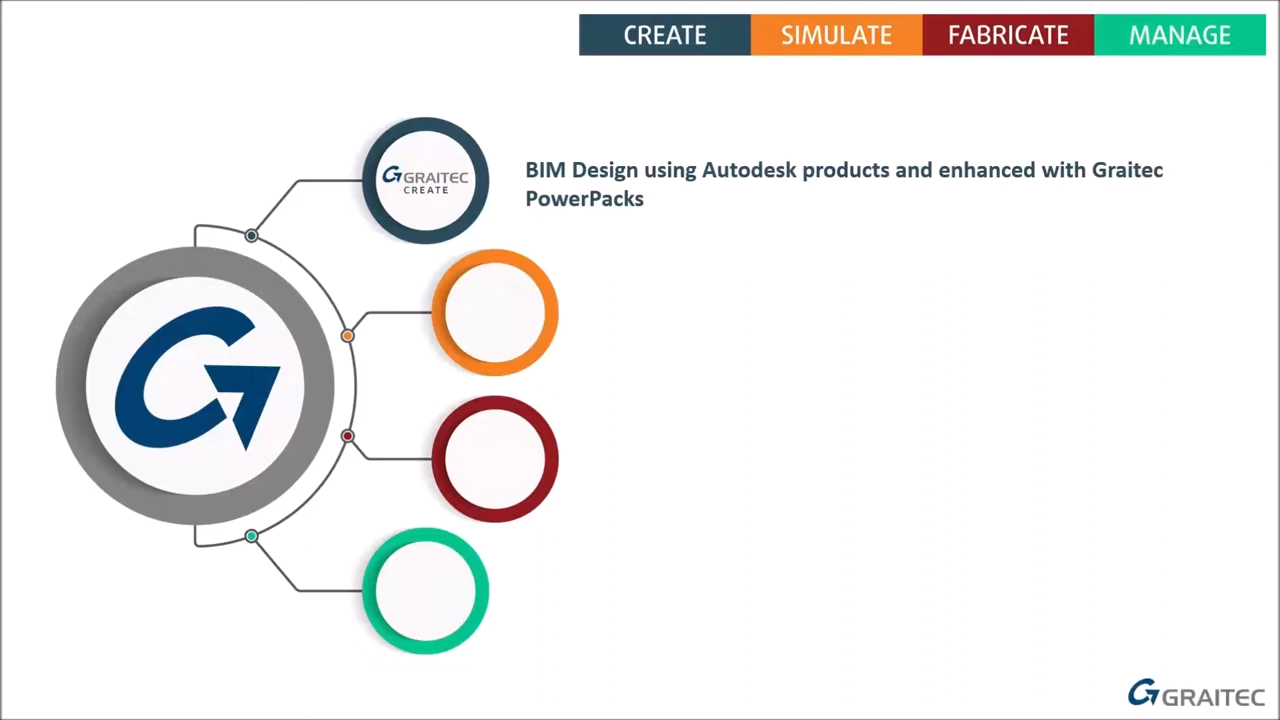 CREATE SIMULATE FABRICATE MANAGE
GRAITEC
CREATE
BIM Design using Autodesk products and enhanced with Graitec
PowerPacks
GRAITEC